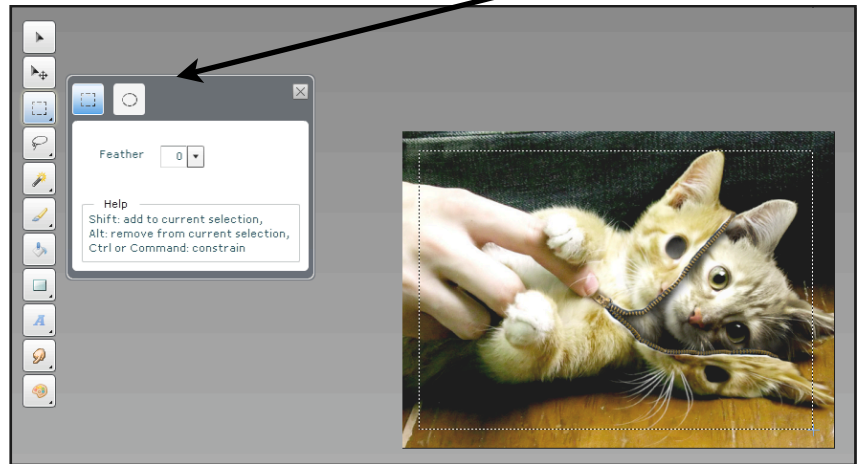 Feather 0
Help
Shift: add to current selection,
Alt: remove from current selection,
Ctrl or Command: constrain
A